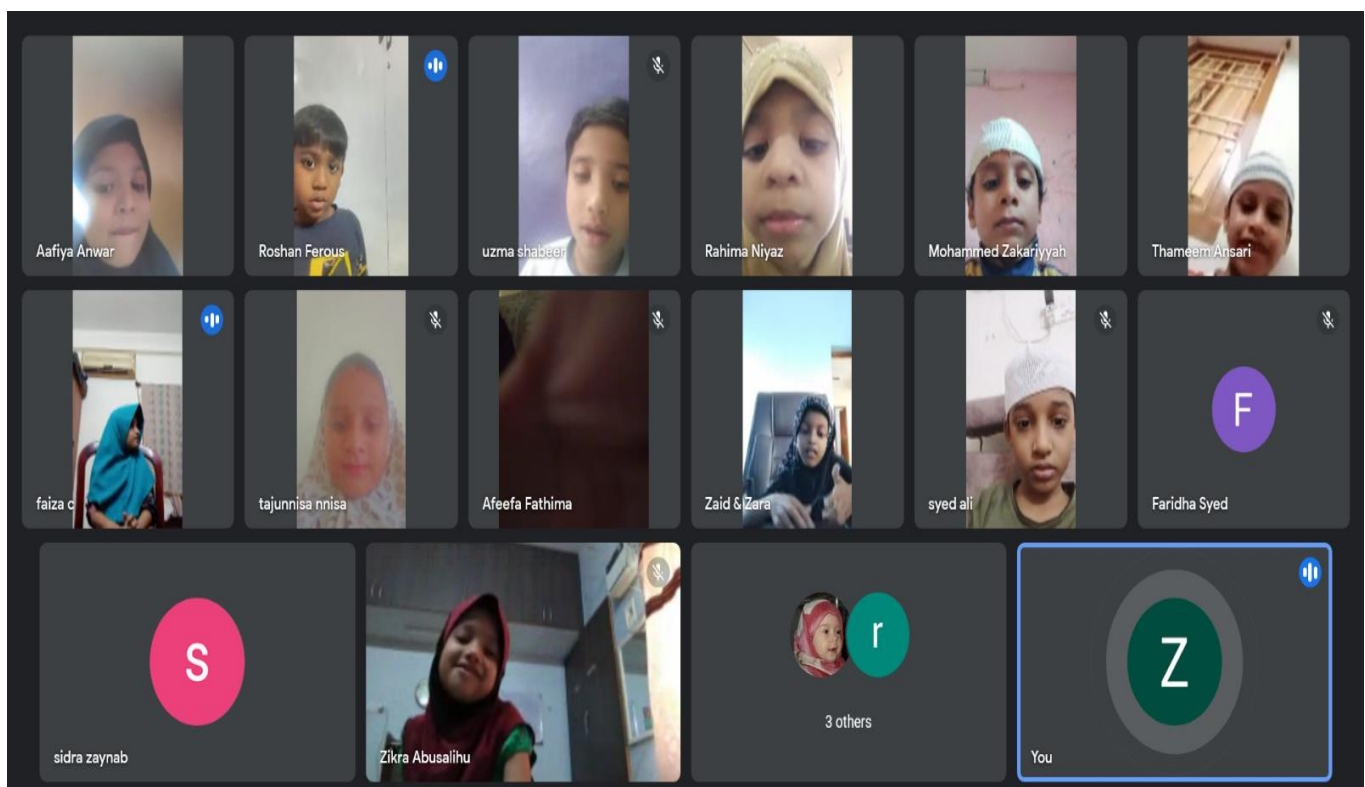 Aafiya Anwar
Roshan Ferous
uzma shabeer
Rahima Niyaz
Mohammed Zakariyyah
Thameem Ansari
faiza c
tajunnisa nnisa
Afeefa Fathima
Zaid & Zara
syed ali
F
Faridha Syed
S
sidra zaynab
Zikra Abusalihu
r
3 others
Z
You